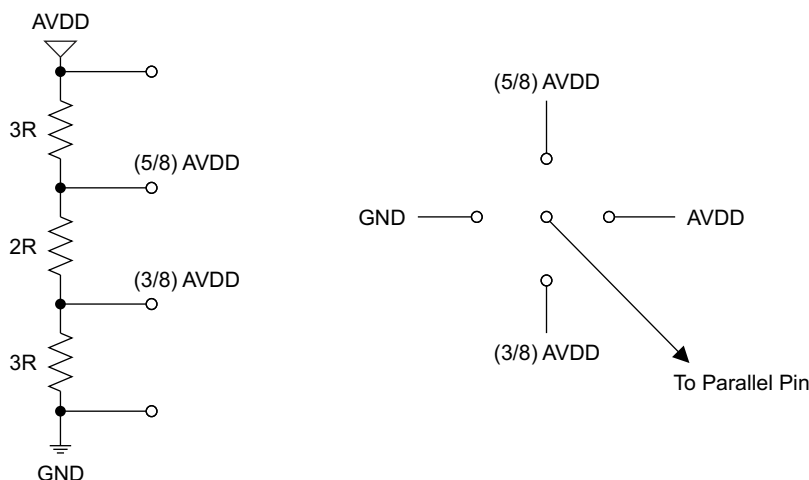 AVDD
3R
(5/8) AVDD
2R
(3/8) AVDD
3R
GND
(5/8) AVDD
GND
AVDD
(3/8) AVDD
To Parallel Pin